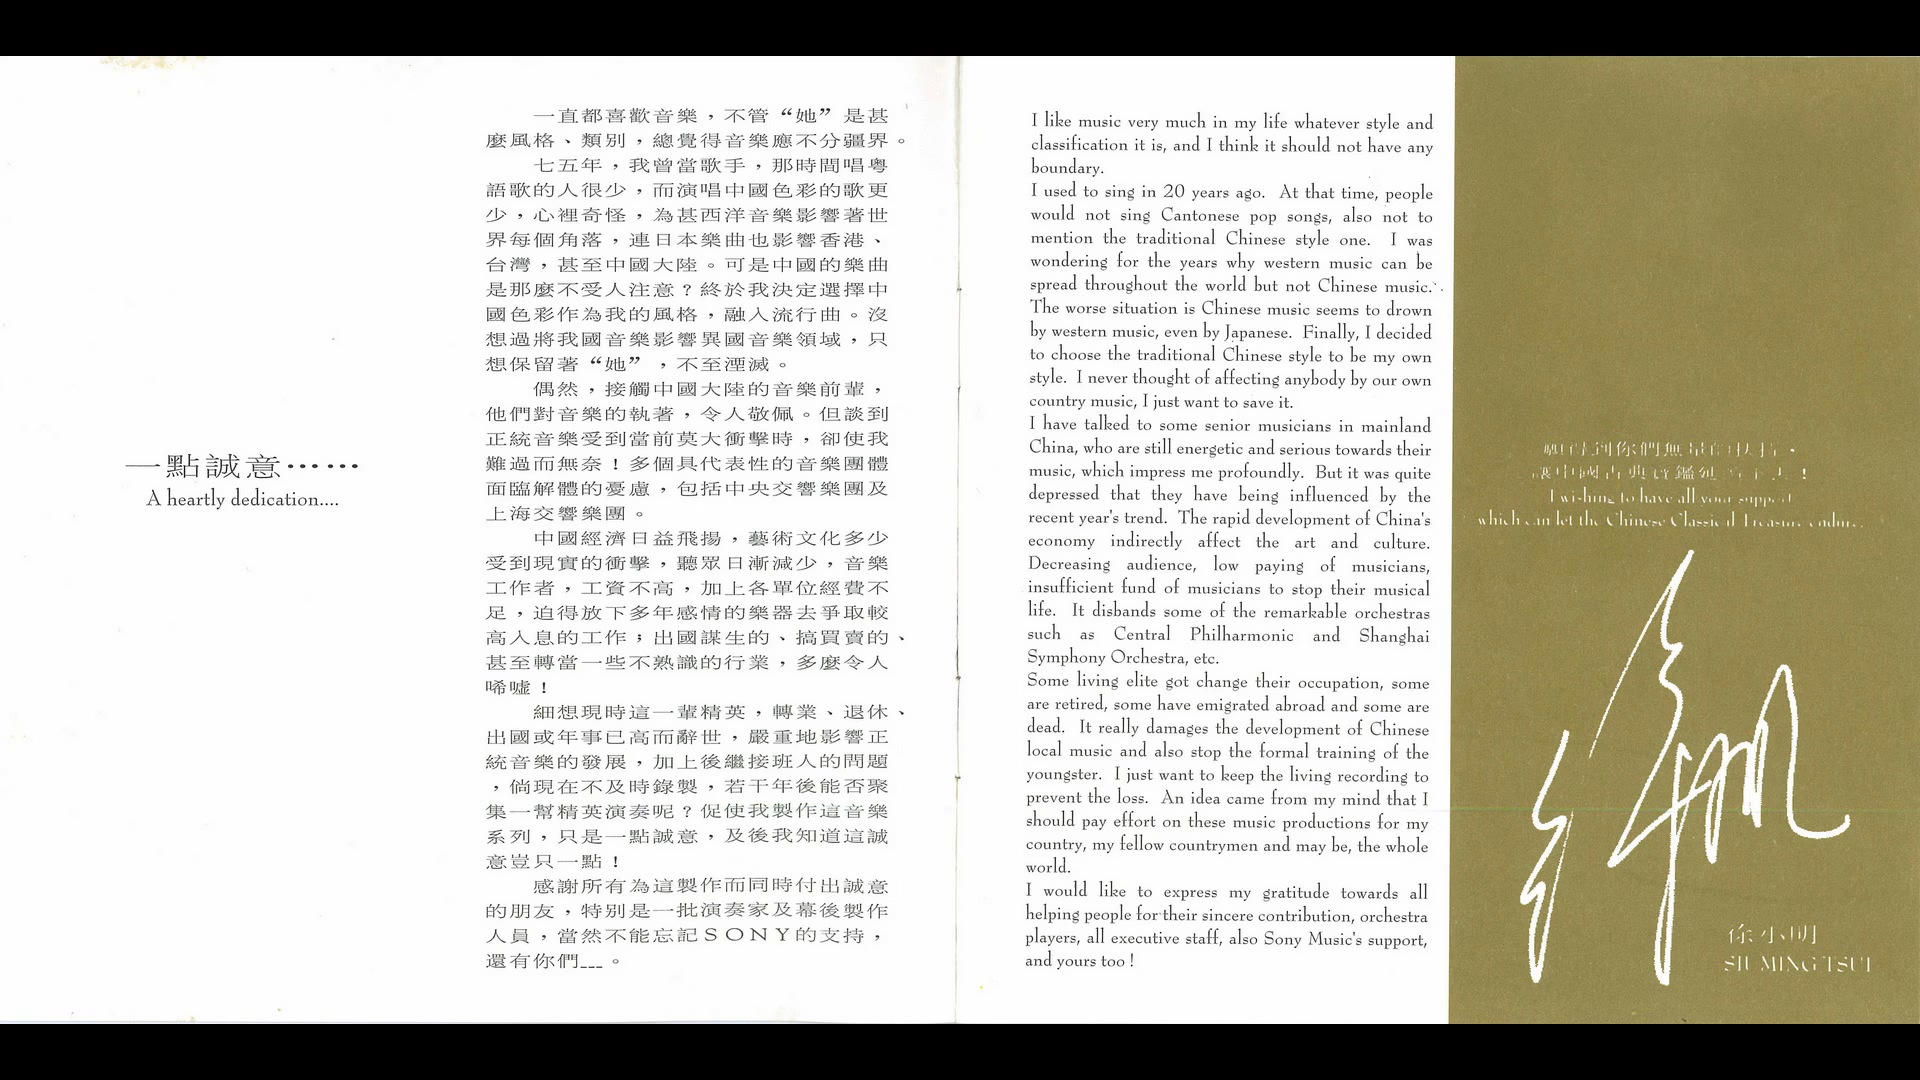 一點誠意……
A heartly dedication....
一直都喜歡音樂，不管“她”是甚
麼風格、類別，總覺得音樂應不分疆界。
七五年，我曾當歌手，那時間唱粵
語歌的人很少，而演唱中國色彩的歌更
少，心裡奇怪，為甚西洋音樂影響著世
界每個角落，連日本樂曲也影響香港、
台灣，甚至中國大陸。可是中國的樂曲
是那麼不受人注意？終於我決定選擇中
國色彩作為我的風格，融入流行曲。沒
想過將我國音樂影響異國音樂領域，只
想保留著“她”，不至湮滅。
偶然，接觸中國大陸的音樂前輩，
他們對音樂的執著，令人敬佩。但談到
正統音樂受到當前莫大衝擊時，卻使我
難過而無奈！多個具代表性的音樂團體
面臨解體的憂慮，包括中央交響樂團及
上海交響樂團。
中國經濟日益飛揚，藝術文化多少
受到現實的衝擊，聽眾日漸減少，音樂
工作者，工資不高，加上各單位經費不
足，迫得放下多年感情的樂器去爭取較
高入息的工作；出國謀生的、搞買賣的、
甚至轉當一些不熟識的行業，多麼令人
唏噓！
細想現時這一輩精英，轉業、退休、
出國或年事已高而辭世，嚴重地影響正
統音樂的發展，加上後繼接班人的問題
，倘現在不及時錄製，若干年後能否聚
集一幫精英演奏呢？促使我製作這音樂
系列，只是一點誠意，及後我知道這誠
意豈只一點！
感謝所有為這製作而同時付出誠意
的朋友，特別是一批演奏家及幕後製作
人員，當然不能忘記SONY的支持，
還有你們___。
I like music very much in my life whatever style and
classification it is, and I think it should not have any
boundary.
I used to sing in 20 years ago. At that time, people
would not sing Cantonese pop songs, also not to
mention the traditional Chinese style one. I was
wondering for the years why western music can be
spread throughout the world but not Chinese music.
The worse situation is Chinese music seems to drown
by western music, even by Japanese. Finally, I decided
to choose the traditional Chinese style to be my own
style. I never thought of affecting anybody by our own
country music, I just want to save it.
I have talked to some senior musicians in mainland
China, who are still energetic and serious towards their
music, which impress me profoundly. But it was quite
depressed that they have being influenced by the
recent year's trend. The rapid development of China's
economy indirectly affect the art and culture.
Decreasing audience, low paying of musicians,
insufficient fund of musicians to stop their musical
life. It disbands some of the remarkable orchestras
such as Central Philharmonic and Shanghai
Symphony Orchestra, etc.
Some living elite got change their occupation, some
are retired, some have emigrated abroad and some are
dead. It really damages the development of Chinese
local music and also stop the formal training of the
youngster. I just want to keep the living recording to
prevent the loss. An idea came from my mind that I
should pay effort on these music productions for my
country, my fellow countrymen and may be, the whole
world.
I would like to express my gratitude towards all
helping people for their sincere contribution, orchestra
players, all executive staff, also Sony Music's support,
and yours too !
到你們無
讓中國古典寶鑑
I wishing to have all your support
which can let the Chinese Classical Treasure endure.
徐小明
SIU MING TSUI